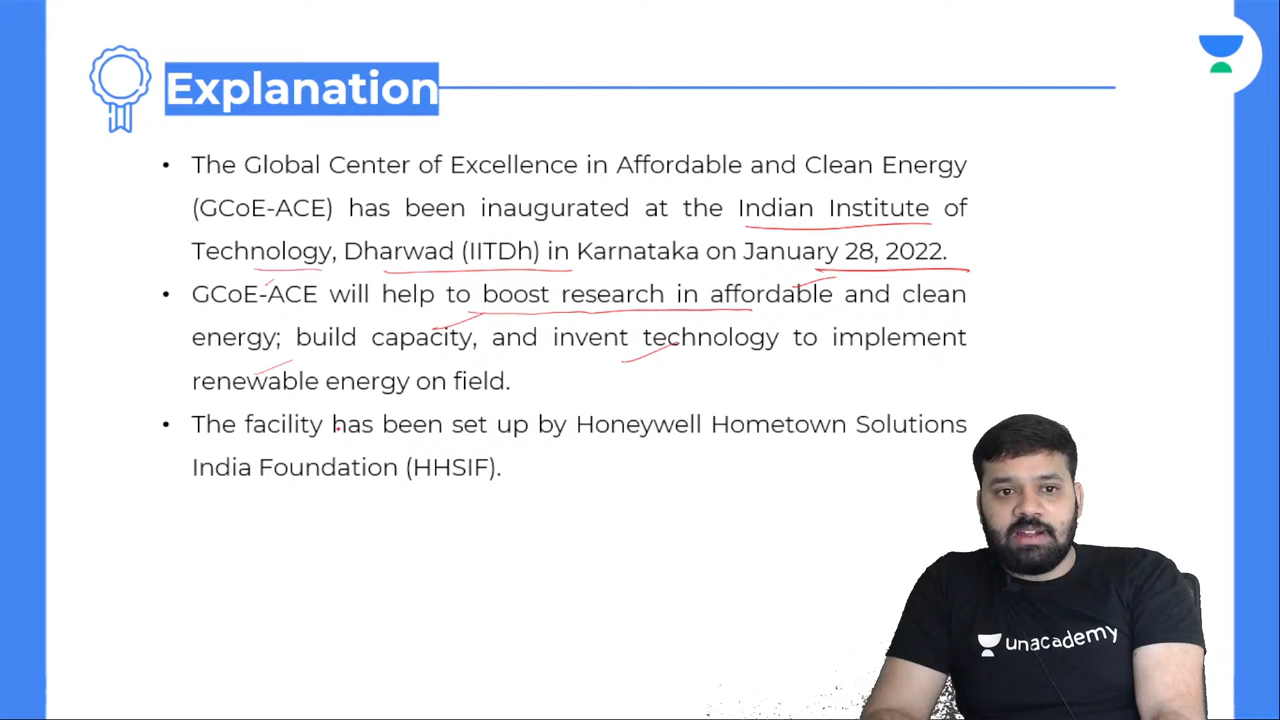 Explanation
• The Global Center of Excellence in Affordable and Clean Energy
(GCoE-ACE) has been inaugurated at the Indian Institute of
Technology, Dharwad (IITDh) in Karnataka on January 28, 2022.
• GCoE-ACE will help to boost research in affordable and clean
energy; build capacity, and invent technology to implement
renewable energy on field.
• The facility has been set up by Honeywell Hometown Solutions
India Foundation (HHSIF).
unacademy